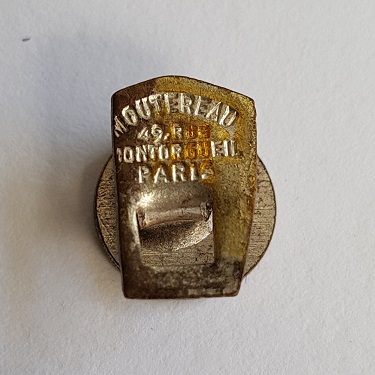 MOUTEREAU
49, RUE
MONTORGUEIL
PARIS